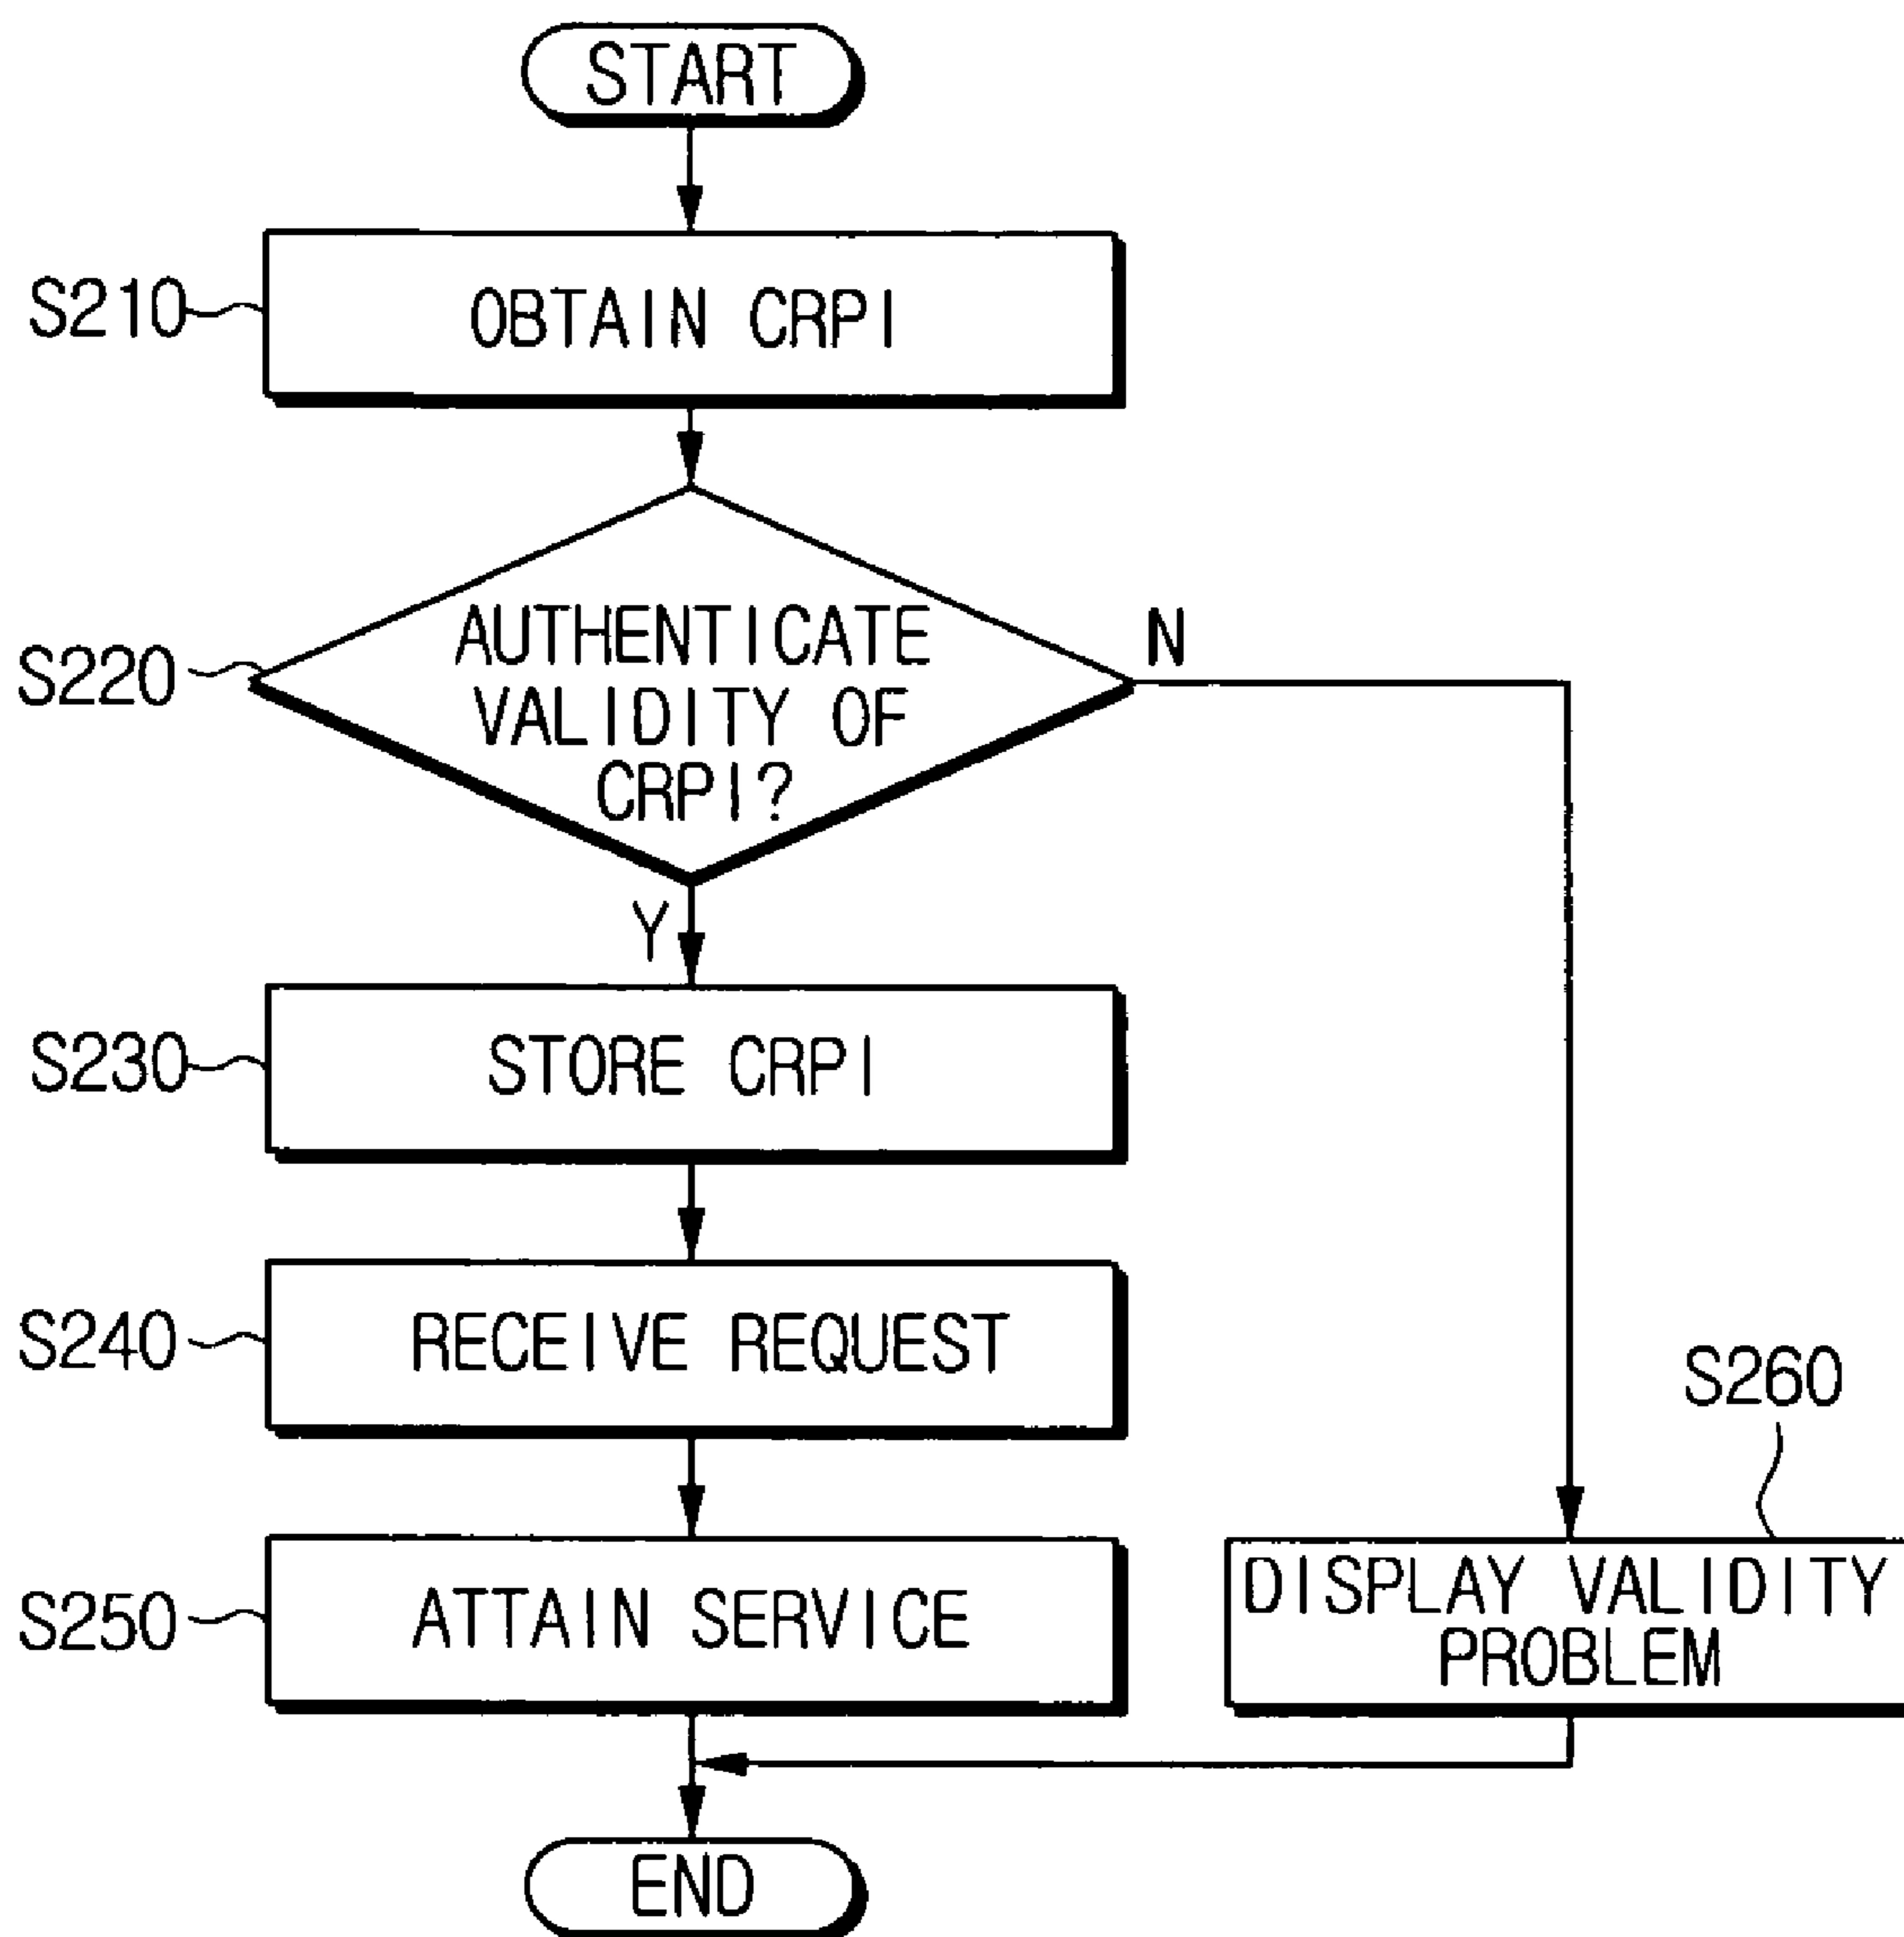 START
S210
OBTAIN CRPI
S220
AUTHENTICATE
VALIDITY OF
CRPI?
N
Y
S230
STORE CRPI
S240
RECEIVE REQUEST
S260
S250
ATTAIN SERVICE
DISPLAY VALIDITY
PROBLEM
END